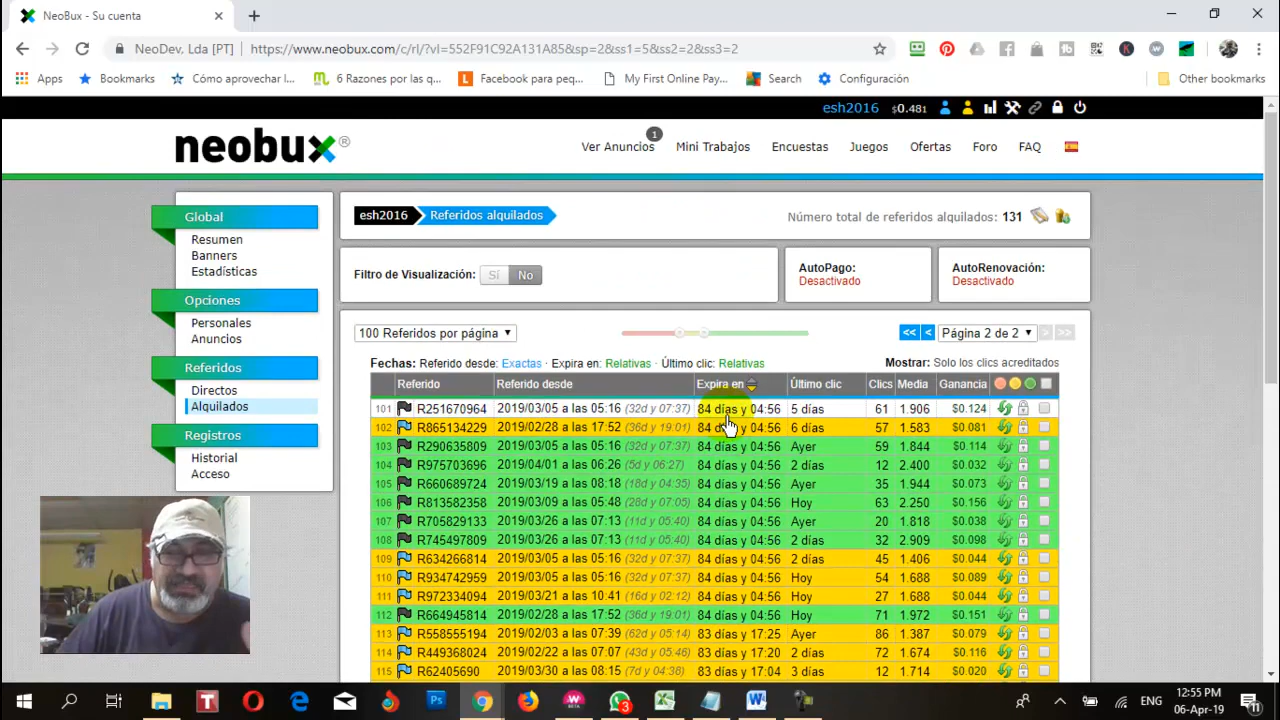 NeoBux - Su cuenta
NeoDev, Lda [PT] https://www.neobux.com/c/rl/?vl=552F91C92A131A85&sp=2&ss1=5&ss2=2&ss3=2
Apps Bookmarks Cómo aprovechar l... 6 Razones por las q... Facebook para peq... My First Online Pay... Search Configuración Other bookmarks
esh2016 $0.481
neobux® Ver Anuncios 1 Mini Trabajos Encuestas Juegos Ofertas Foro FAQ
Global
Resumen
Banners
Estadísticas
Opciones
Personales
Anuncios
Referidos
Directos
Alquilados
Registros
Historial
Acceso
esh2016 Referidos alquilados Número total de referidos alquilados: 131
Filtro de Visualización: Sí No
AutoPago:
Desactivado
AutoRenovación:
Desactivado
100 Referidos por página << < Página 2 de 2 > >>
Fechas: Referido desde: Exactas · Expira en: Relativas · Último clic: Relativas Mostrar: Solo los clics acreditados
Referido Referido desde Expira en Último clic Clics Media Ganancia
101 R251670964 2019/03/05 a las 05:16 (32d y 07:37) 84 días y 04:56 5 días 61 1.906 $0.124
102 R865134229 2019/02/28 a las 17:52 (36d y 19:01) 84 días y 04:56 6 días 57 1.583 $0.081
103 R290635809 2019/03/05 a las 05:16 (32d y 07:37) 84 días y 04:56 Ayer 59 1.844 $0.114
104 R975703696 2019/04/01 a las 06:26 (5d y 06:27) 84 días y 04:56 2 días 12 2.400 $0.032
105 R660689724 2019/03/19 a las 08:18 (18d y 04:35) 84 días y 04:56 Ayer 35 1.944 $0.073
106 R813582358 2019/03/09 a las 05:48 (28d y 07:05) 84 días y 04:56 Hoy 63 2.250 $0.156
107 R705829133 2019/03/26 a las 07:13 (11d y 05:40) 84 días y 04:56 Ayer 20 1.818 $0.038
108 R745497809 2019/03/26 a las 07:13 (11d y 05:40) 84 días y 04:56 2 días 32 2.909 $0.098
109 R634266814 2019/03/05 a las 05:16 (32d y 07:37) 84 días y 04:56 2 días 45 1.406 $0.044
110 R934742959 2019/03/05 a las 05:16 (32d y 07:37) 84 días y 04:56 Hoy 54 1.688 $0.089
111 R972334094 2019/03/21 a las 10:41 (16d y 02:12) 84 días y 04:56 Hoy 27 1.688 $0.044
112 R664945814 2019/02/28 a las 17:52 (36d y 19:01) 84 días y 04:56 Hoy 71 1.972 $0.151
113 R558555194 2019/02/03 a las 07:39 (62d y 05:14) 83 días y 17:25 Ayer 86 1.387 $0.079
114 R449368024 2019/02/22 a las 07:07 (43d y 05:46) 83 días y 17:20 2 días 72 1.674 $0.116
115 R62405690 2019/03/30 a las 08:15 (7d y 04:38) 83 días y 17:04 3 días 12 1.714 $0.020
ENG 12:55 PM
06-Apr-19